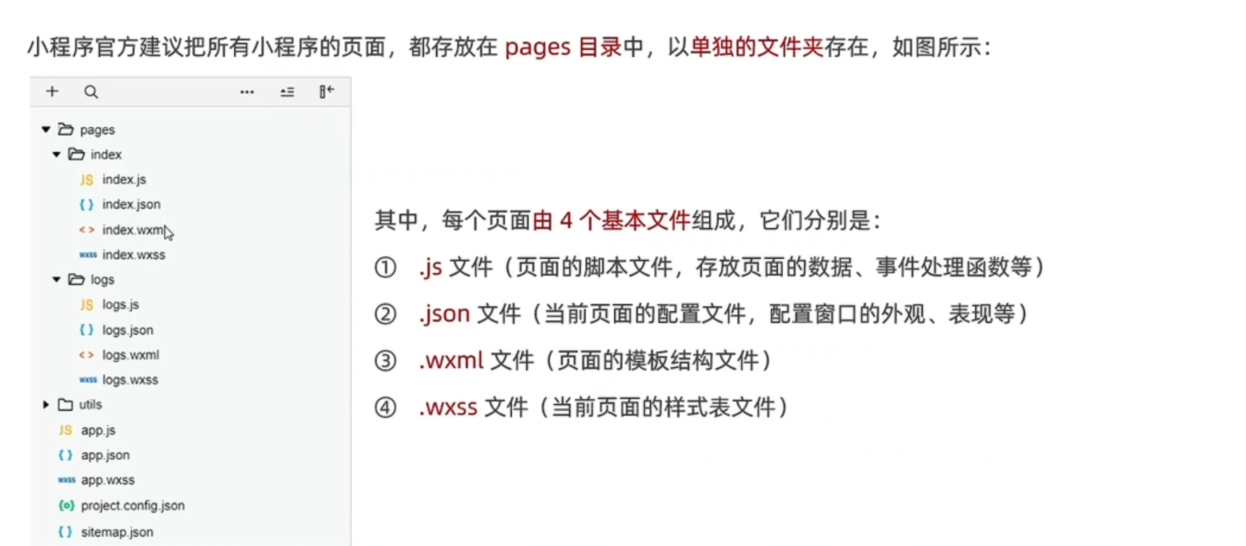 小程序官方建议把所有小程序的页面，都存放在 pages 目录中，以单独的文件夹存在，如图所示：
pages
index
JS index.js
{ } index.json
< > index.wxml
wxss index.wxss
logs
JS logs.js
{ } logs.json
< > logs.wxml
wxss logs.wxss
utils
JS app.js
{ } app.json
wxss app.wxss
{o} project.config.json
{ } sitemap.json
其中，每个页面由 4 个基本文件组成，它们分别是：
① .js 文件（页面的脚本文件，存放页面的数据、事件处理函数等）
② .json 文件（当前页面的配置文件，配置窗口的外观、表现等）
③ .wxml 文件（页面的模板结构文件）
④ .wxss 文件（当前页面的样式表文件）